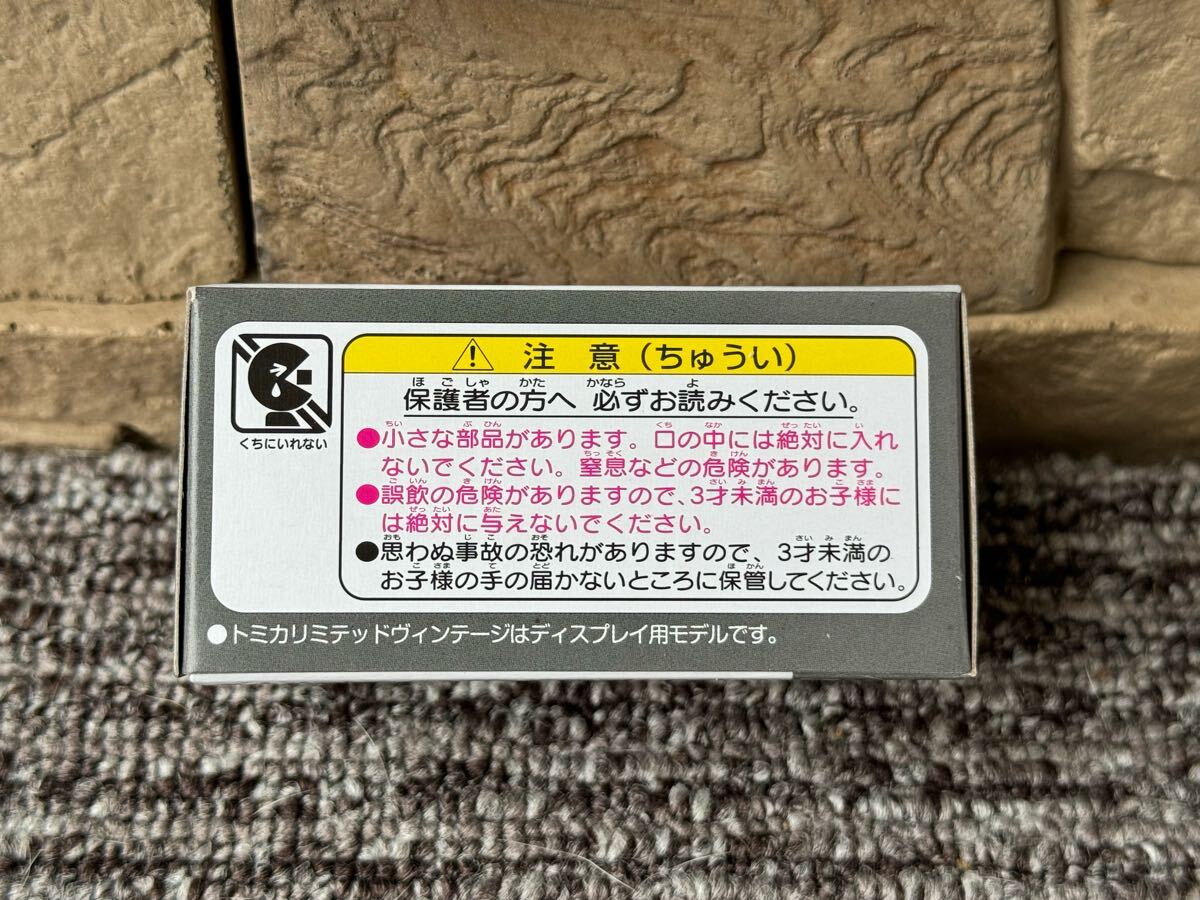 くちにいれない
注 意（ちゅうい）
保護者の方へ 必ずお読みください。
●小さな部品があります。口の中には絶対に入れ
ないでください。窒息などの危険があります。
●誤飲の危険がありますので、3才未満のお子様に
は絶対に与えないでください。
●思わぬ事故の恐れがありますので、3才未満の
お子様の手の届かないところに保管してください。
●トミカリミテッドヴィンテージはディスプレイ用モデルです。